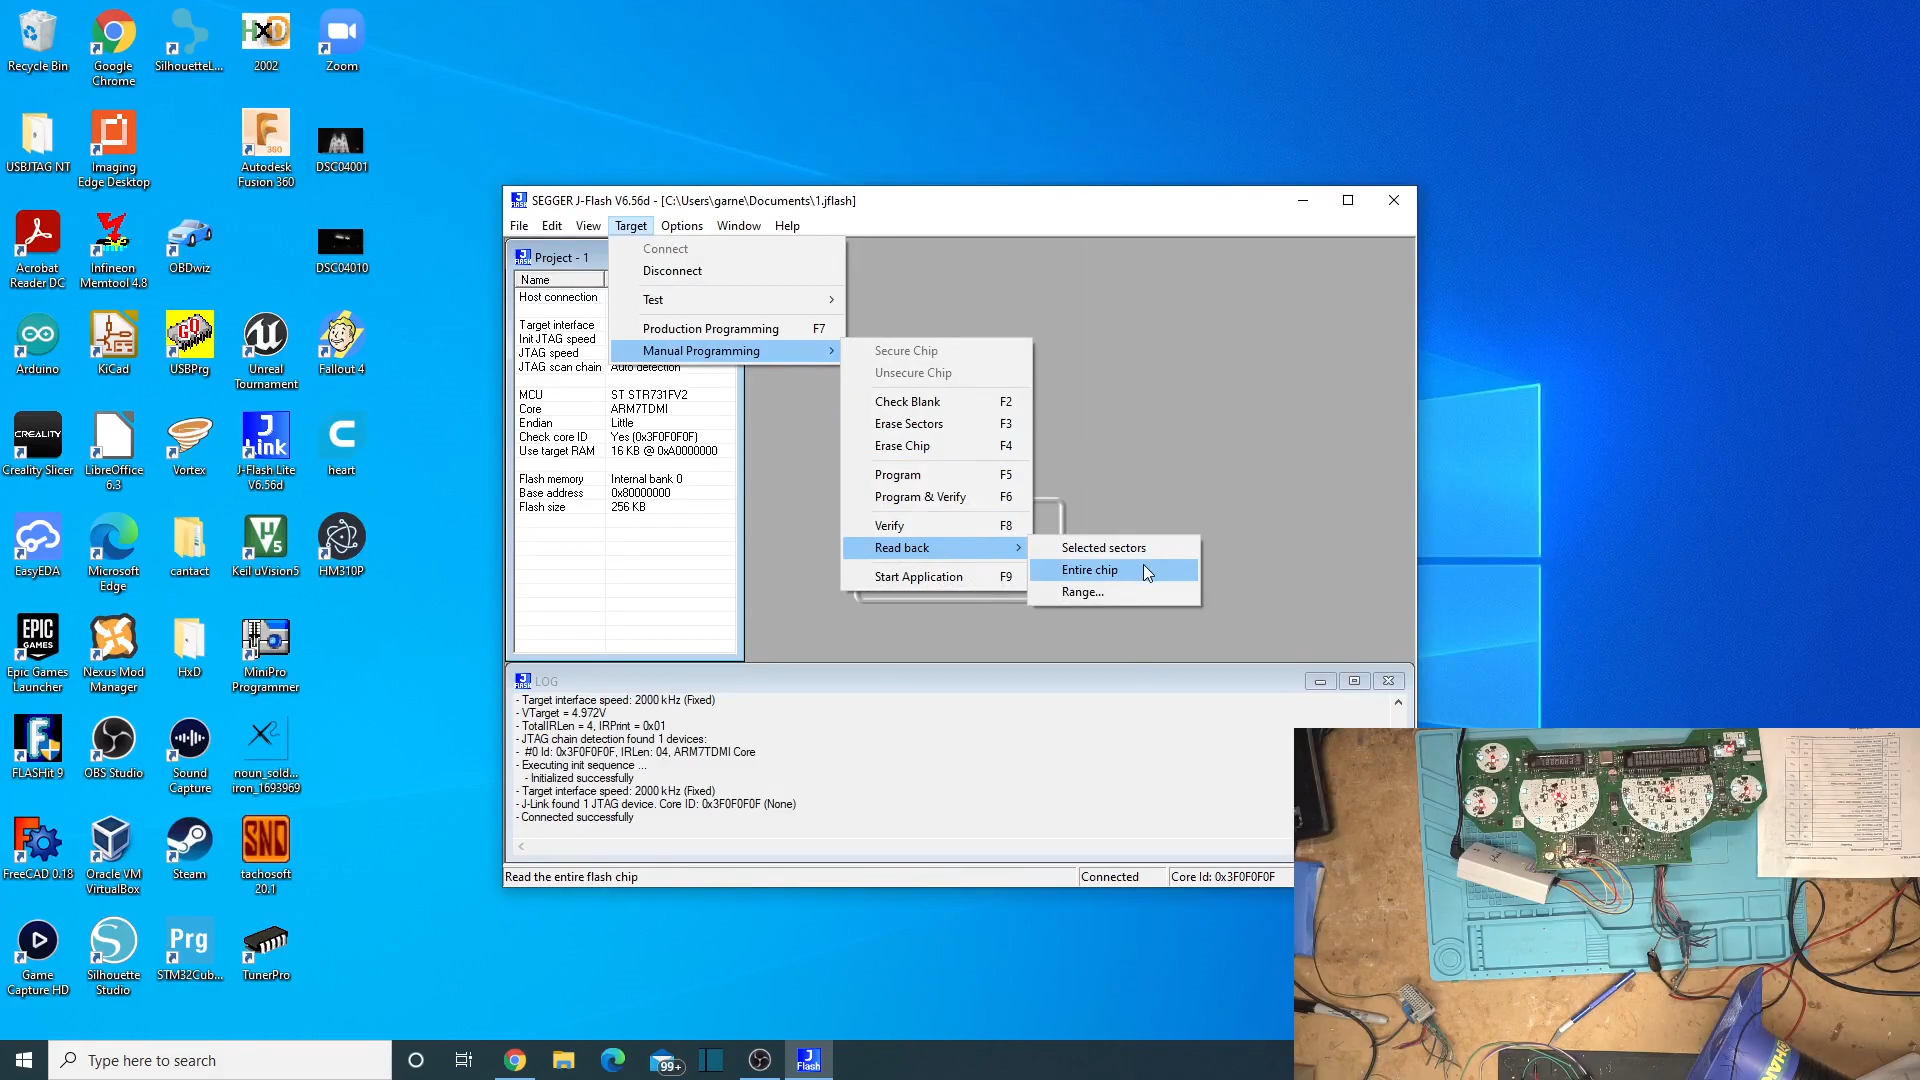 Recycle Bin
Google
Chrome
SilhouetteL...
HxD
2002
Zoom
USBJTAG NT
Imaging
Edge Desktop
F
360
Autodesk
Fusion 360
DSC04001
Acrobat
Reader DC
Infineon
Memtool 4.8
OBDwiz
DSC04010
Arduino
KiCad
GQ
USBPrg
Unreal
Tournament
Fallout 4
CREALITY
Creality Slicer
LibreOffice
6.3
Vortex
J
Link
J-Flash Lite
V6.56d
heart
EasyEDA
Microsoft
Edge
cantact
Keil uVision5
HM310P
EPIC
GAMES
Epic Games
Launcher
Nexus Mod
Manager
HxD
MiniPro
Programmer
FLASHit 9
OBS Studio
Sound
Capture
noun_sold...
iron_1693969
FreeCAD 0.18
Oracle VM
VirtualBox
Steam
tachosoft
20.1
Game
Capture HD
Silhouette
Studio
Prg
STM32Cub...
TunerPro
SEGGER J-Flash V6.56d - [C:\Users\garne\Documents\1.jflash]
File Edit View Target Options Window Help
Project - 1
Name
Host connection
Target interface
Init JTAG speed
JTAG speed
JTAG scan chain Auto detection
MCU ST STR731FV2
Core ARM7TDMI
Endian Little
Check core ID Yes (0x3F0F0F0F)
Use target RAM 16 KB @ 0xA0000000
Flash memory Internal bank 0
Base address 0x80000000
Flash size 256 KB
Connect
Disconnect
Test
Production Programming F7
Manual Programming
Secure Chip
Unsecure Chip
Check Blank F2
Erase Sectors F3
Erase Chip F4
Program F5
Program & Verify F6
Verify F8
Read back
Start Application F9
Selected sectors
Entire chip
Range...
LOG
- Target interface speed: 2000 kHz (Fixed)
- VTarget = 4.972V
- TotalIRLen = 4, IRPrint = 0x01
- JTAG chain detection found 1 devices:
- #0 Id: 0x3F0F0F0F, IRLen: 04, ARM7TDMI Core
- Executing init sequence ...
- Initialized successfully
- Target interface speed: 2000 kHz (Fixed)
- J-Link found 1 JTAG device. Core ID: 0x3F0F0F0F (None)
- Connected successfully
Read the entire flash chip Connected Core Id: 0x3F0F0F0F
Type here to search
99+
J
Flash